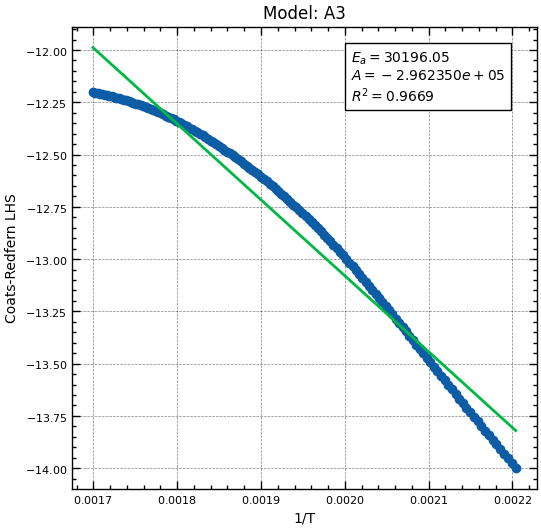 Model: A3
−12.00
−12.25
−12.50
−12.75
−13.00
−13.25
−13.50
−13.75
−14.00
Coats-Redfern LHS
E_a = 30196.05
A = −2.962350e + 05
R² = 0.9669
0.0017 0.0018 0.0019 0.0020 0.0021 0.0022
1/T